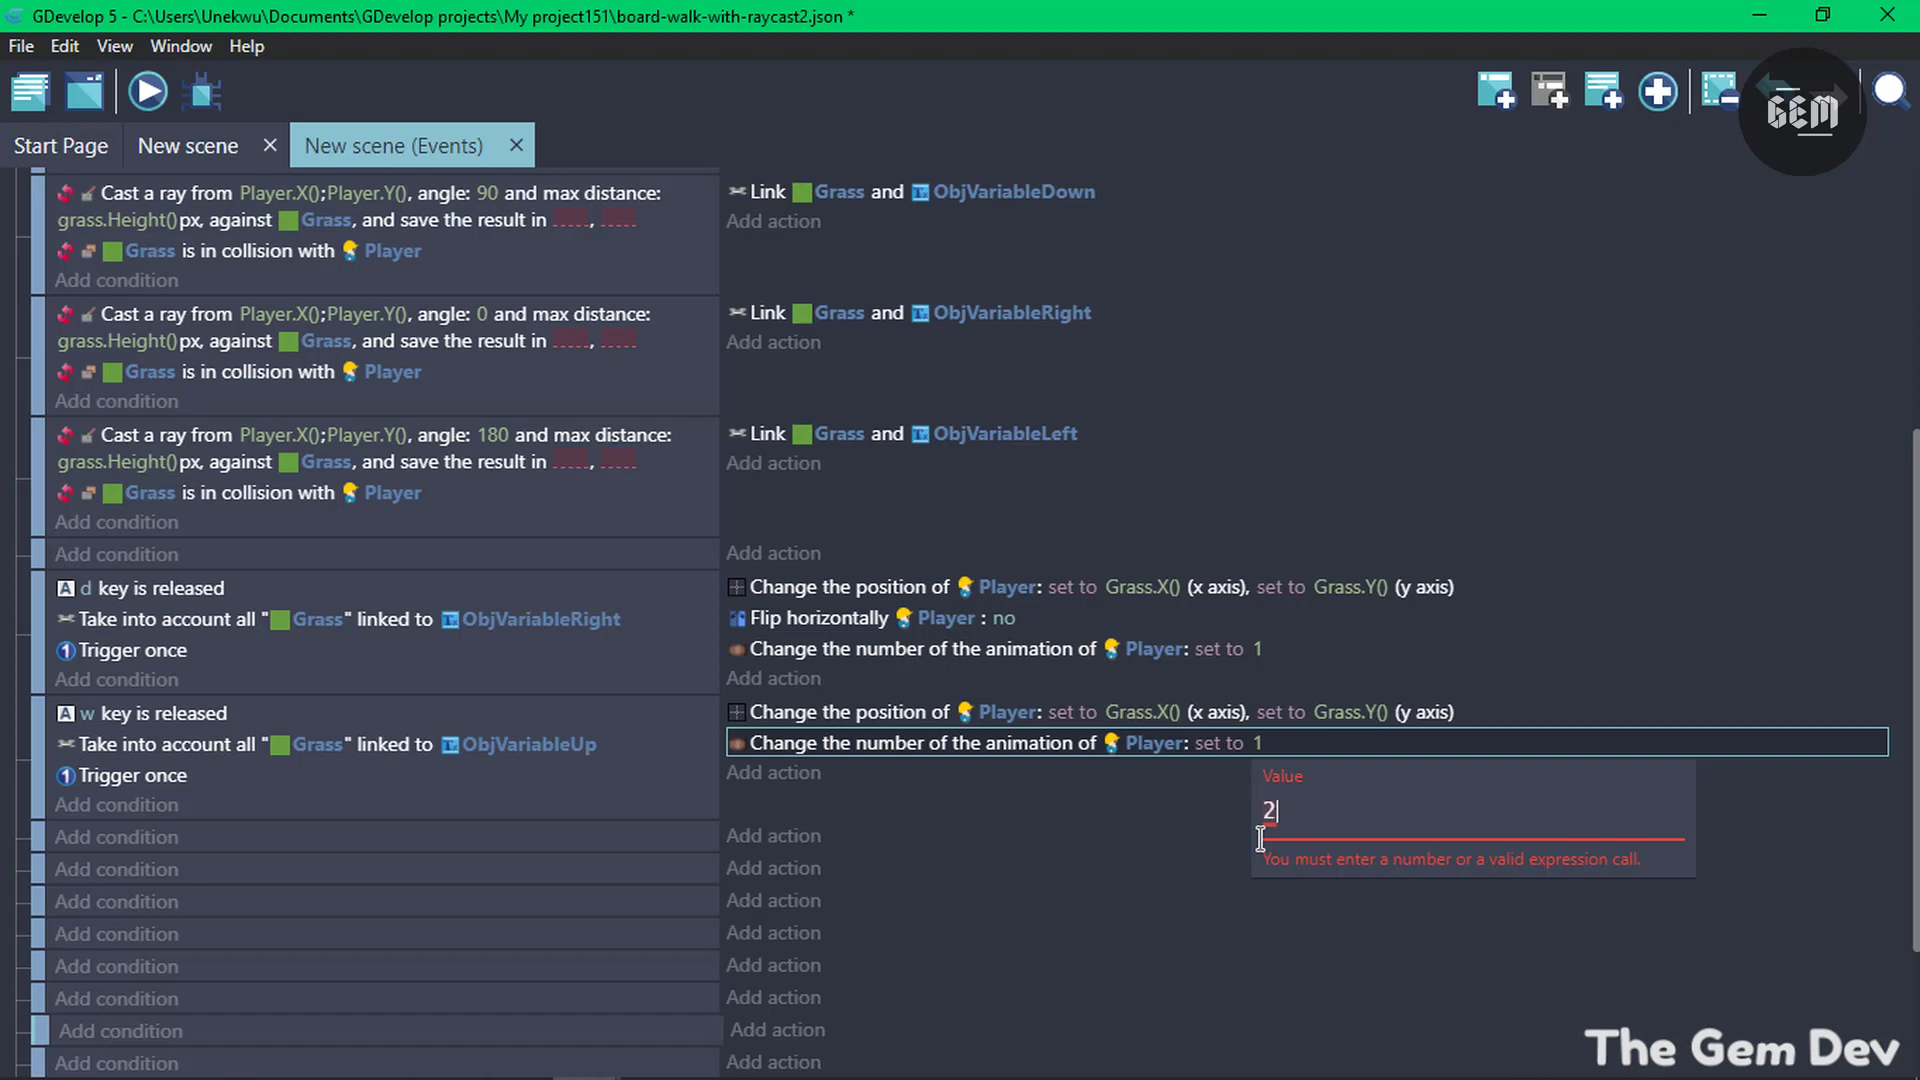 GDevelop 5 - C:\Users\Unekwu\Documents\GDevelop projects\My project151\board-walk-with-raycast2.json *
File Edit View Window Help
GEM
Start Page New scene × New scene (Events) ×
Cast a ray from Player.X();Player.Y(), angle: 90 and max distance: Link Grass and ObjVariableDown
grass.Height()px, against Grass, and save the result in ____, ____ Add action
Grass is in collision with Player
Add condition
Cast a ray from Player.X();Player.Y(), angle: 0 and max distance: Link Grass and ObjVariableRight
grass.Height()px, against Grass, and save the result in ____, ____ Add action
Grass is in collision with Player
Add condition
Cast a ray from Player.X();Player.Y(), angle: 180 and max distance: Link Grass and ObjVariableLeft
grass.Height()px, against Grass, and save the result in ____, ____ Add action
Grass is in collision with Player
Add condition
Add condition Add action
d key is released Change the position of Player: set to Grass.X() (x axis), set to Grass.Y() (y axis)
Take into account all "Grass" linked to ObjVariableRight Flip horizontally Player : no
Trigger once Change the number of the animation of Player: set to 1
Add condition Add action
w key is released Change the position of Player: set to Grass.X() (x axis), set to Grass.Y() (y axis)
Take into account all "Grass" linked to ObjVariableUp Change the number of the animation of Player: set to 1
Trigger once Add action
Value
2
You must enter a number or a valid expression call.
Add condition
Add condition Add action
Add condition Add action
Add condition Add action
Add condition Add action
Add condition Add action
Add condition Add action
Add condition Add action
Add condition Add action
The Gem Dev